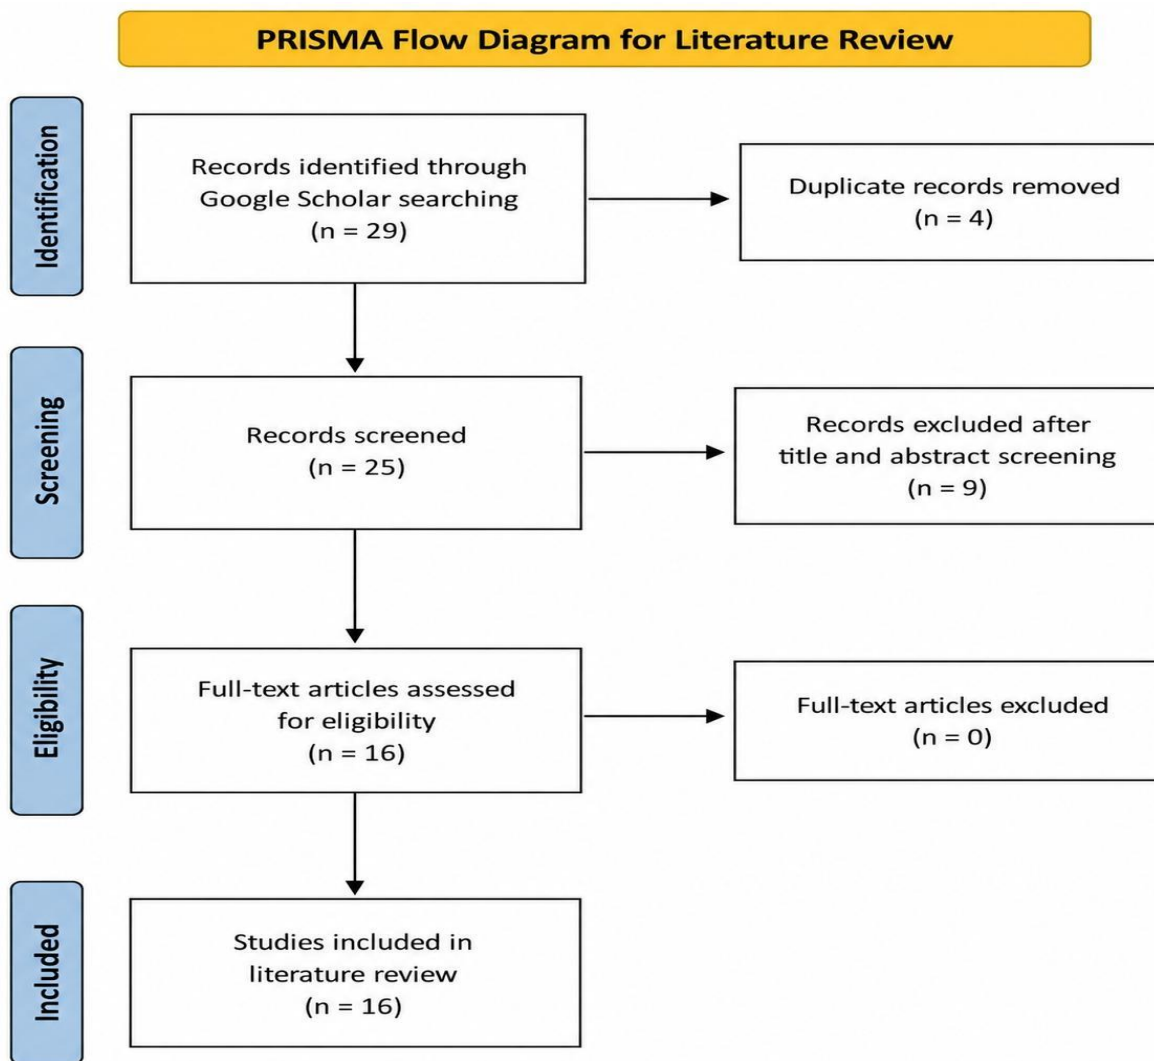 PRISMA Flow Diagram for Literature Review
Identification
Records identified through
Google Scholar searching
(n = 29)
Duplicate records removed
(n = 4)
Screening
Records screened
(n = 25)
Records excluded after
title and abstract screening
(n = 9)
Eligibility
Full-text articles assessed
for eligibility
(n = 16)
Full-text articles excluded
(n = 0)
Included
Studies included in
literature review
(n = 16)